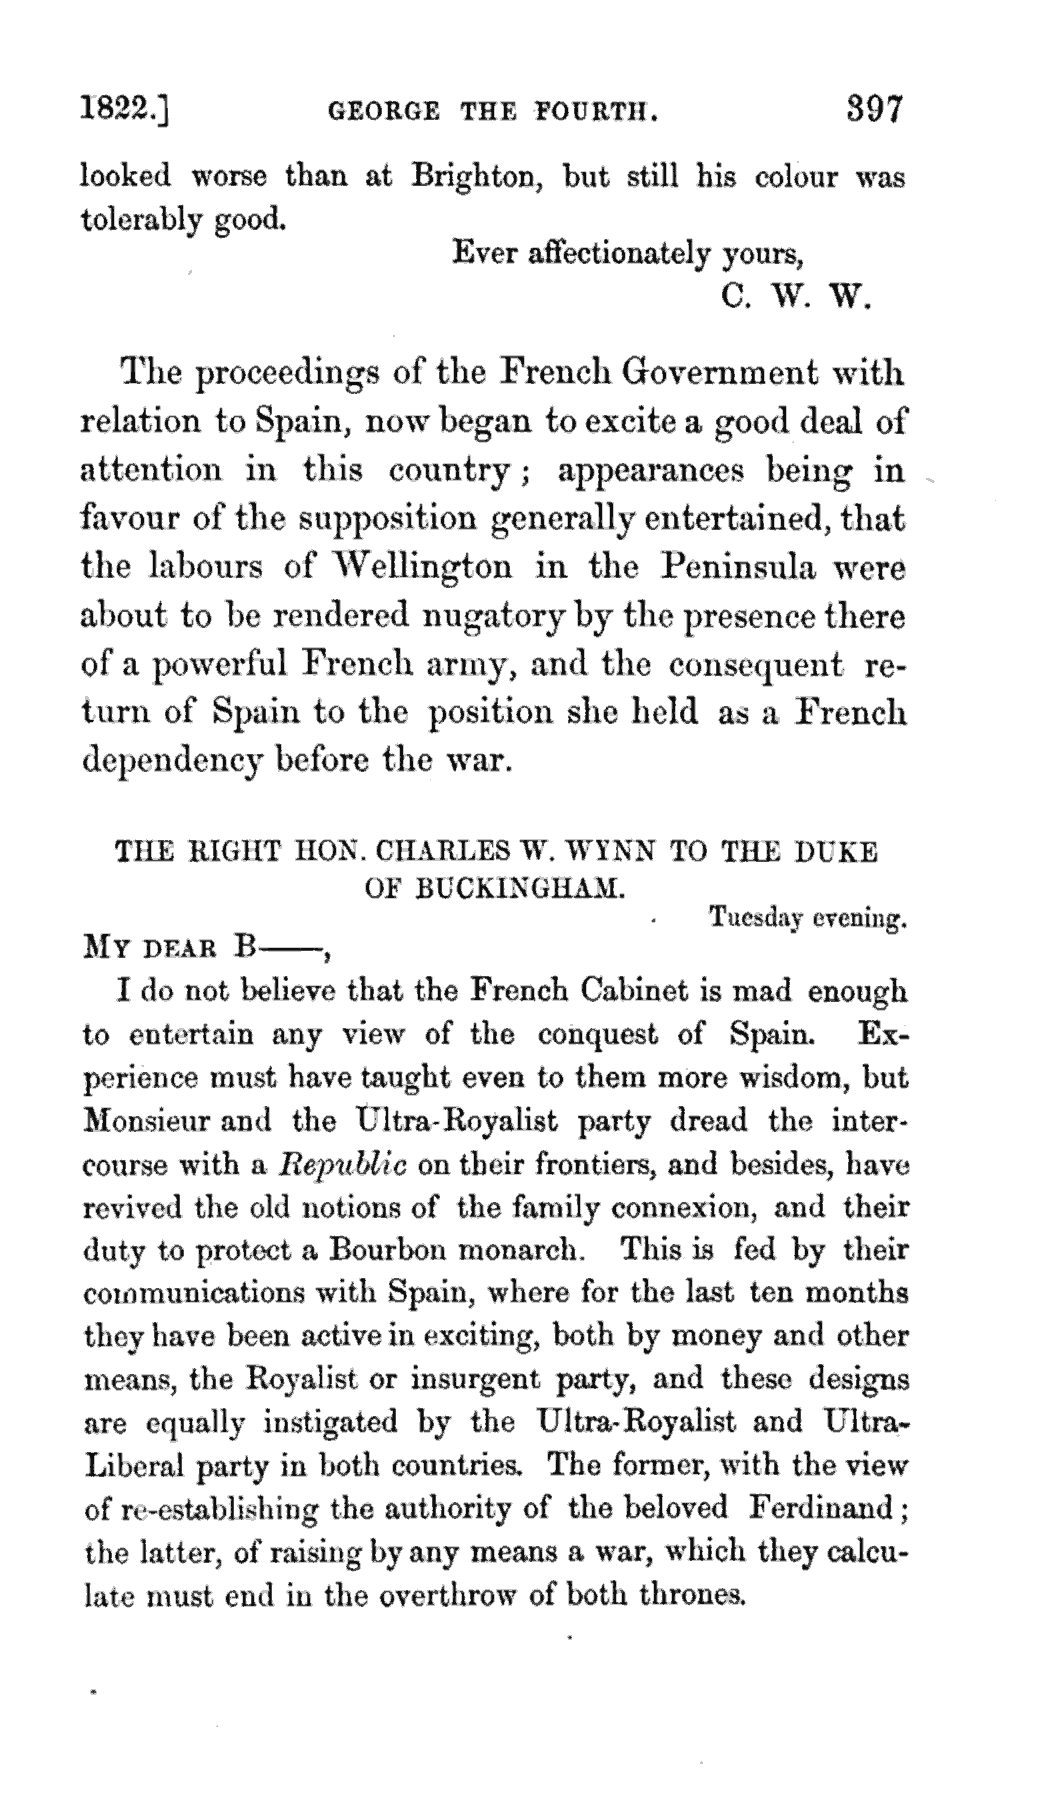 1822.] GEORGE THE FOURTH. 397
looked worse than at Brighton, but still his colour was
tolerably good.
Ever affectionately yours,
C. W. W.
The proceedings of the French Government with
relation to Spain, now began to excite a good deal of
attention in this country; appearances being in
favour of the supposition generally entertained, that
the labours of Wellington in the Peninsula were
about to be rendered nugatory by the presence there
of a powerful French army, and the consequent re-
turn of Spain to the position she held as a French
dependency before the war.
THE RIGHT HON. CHARLES W. WYNN TO THE DUKE
OF BUCKINGHAM.
Tuesday evening.
MY DEAR B——,
I do not believe that the French Cabinet is mad enough
to entertain any view of the conquest of Spain. Ex-
perience must have taught even to them more wisdom, but
Monsieur and the Ultra-Royalist party dread the inter-
course with a Republic on their frontiers, and besides, have
revived the old notions of the family connexion, and their
duty to protect a Bourbon monarch. This is fed by their
communications with Spain, where for the last ten months
they have been active in exciting, both by money and other
means, the Royalist or insurgent party, and these designs
are equally instigated by the Ultra-Royalist and Ultra-
Liberal party in both countries. The former, with the view
of re-establishing the authority of the beloved Ferdinand;
the latter, of raising by any means a war, which they calcu-
late must end in the overthrow of both thrones.